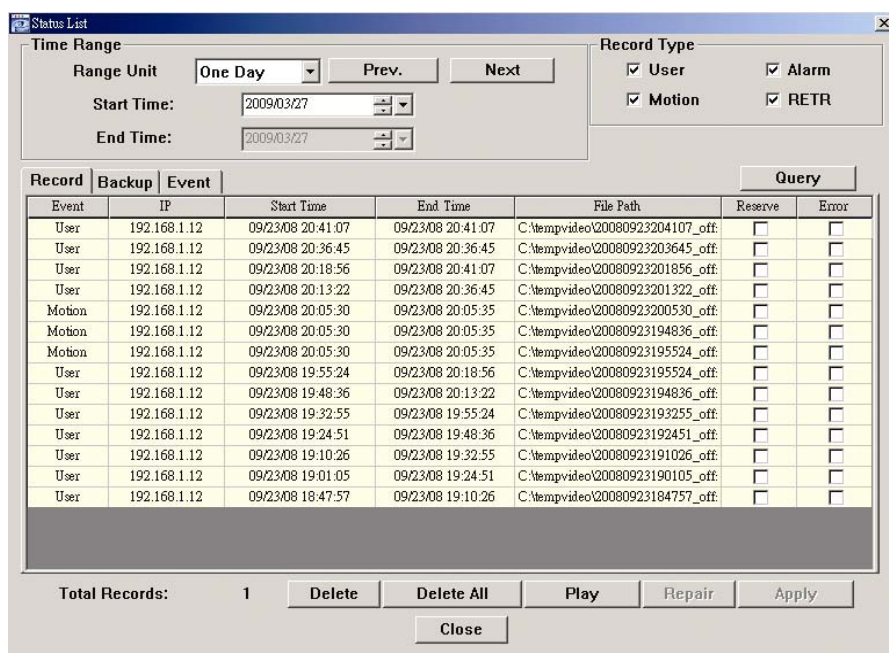 Status List
Time Range
Record Type
Range Unit One Day Prev. Next
User Alarm
Start Time: 2009/03/27
Motion RETR
End Time: 2009/03/27
Record Backup Event Query
Event IP Start Time End Time File Path Reserve Error
User 192.168.1.12 09/23/08 20:41:07 09/23/08 20:41:07 C:\tempvideo\20080923204107_off:
User 192.168.1.12 09/23/08 20:36:45 09/23/08 20:36:45 C:\tempvideo\20080923203645_off:
User 192.168.1.12 09/23/08 20:18:56 09/23/08 20:41:07 C:\tempvideo\20080923201856_off:
User 192.168.1.12 09/23/08 20:13:22 09/23/08 20:36:45 C:\tempvideo\20080923201322_off:
Motion 192.168.1.12 09/23/08 20:05:30 09/23/08 20:05:35 C:\tempvideo\20080923200530_off:
Motion 192.168.1.12 09/23/08 20:05:30 09/23/08 20:05:35 C:\tempvideo\20080923194836_off:
Motion 192.168.1.12 09/23/08 20:05:30 09/23/08 20:05:35 C:\tempvideo\20080923195524_off:
User 192.168.1.12 09/23/08 19:55:24 09/23/08 20:18:56 C:\tempvideo\20080923195524_off:
User 192.168.1.12 09/23/08 19:48:36 09/23/08 20:13:22 C:\tempvideo\20080923194836_off:
User 192.168.1.12 09/23/08 19:32:55 09/23/08 19:55:24 C:\tempvideo\20080923193255_off:
User 192.168.1.12 09/23/08 19:24:51 09/23/08 19:48:36 C:\tempvideo\20080923192451_off:
User 192.168.1.12 09/23/08 19:10:26 09/23/08 19:32:55 C:\tempvideo\20080923191026_off:
User 192.168.1.12 09/23/08 19:01:05 09/23/08 19:24:51 C:\tempvideo\20080923190105_off:
User 192.168.1.12 09/23/08 18:47:57 09/23/08 19:10:26 C:\tempvideo\20080923184757_off:
Total Records: 1 Delete Delete All Play Repair Apply
Close